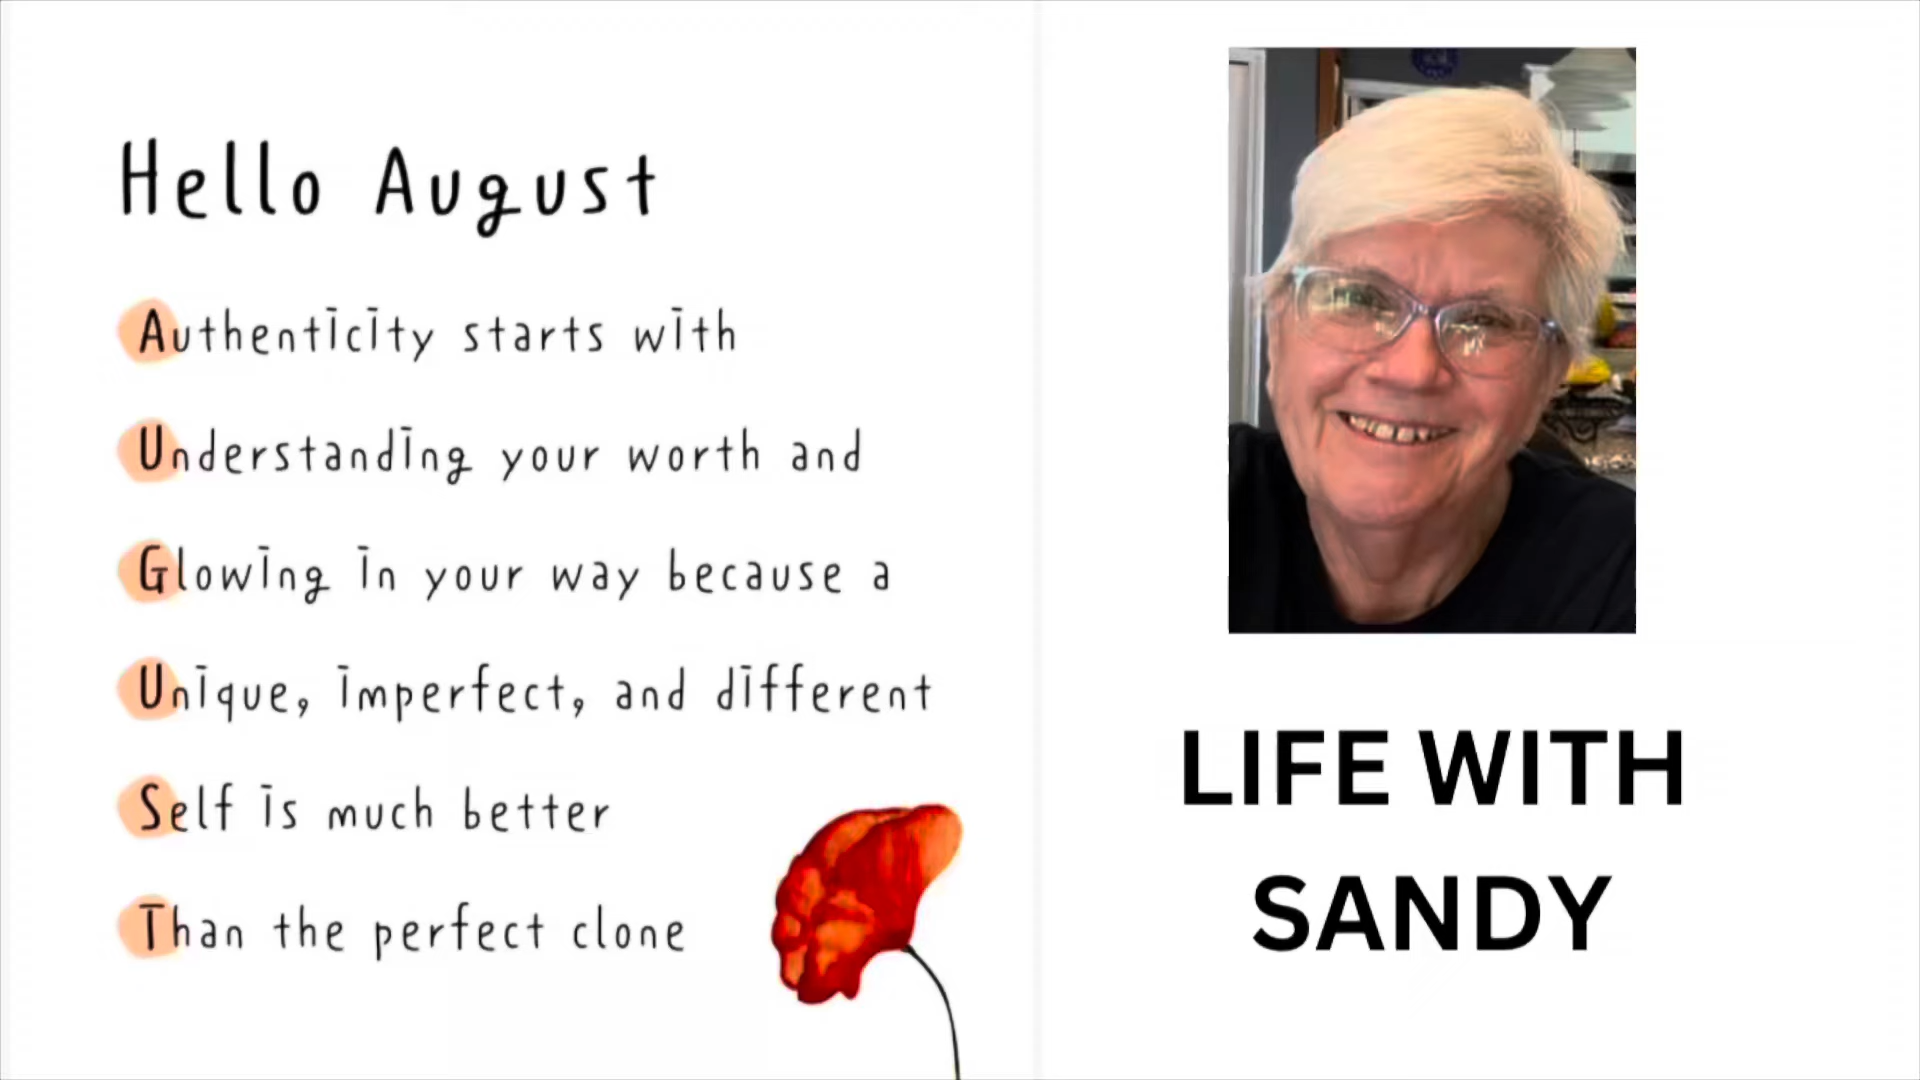 Hello August
Authenticity starts with
Understanding your worth and
Glowing in your way because a
Unique, imperfect, and different
Self is much better
Than the perfect clone
LIFE WITH
SANDY